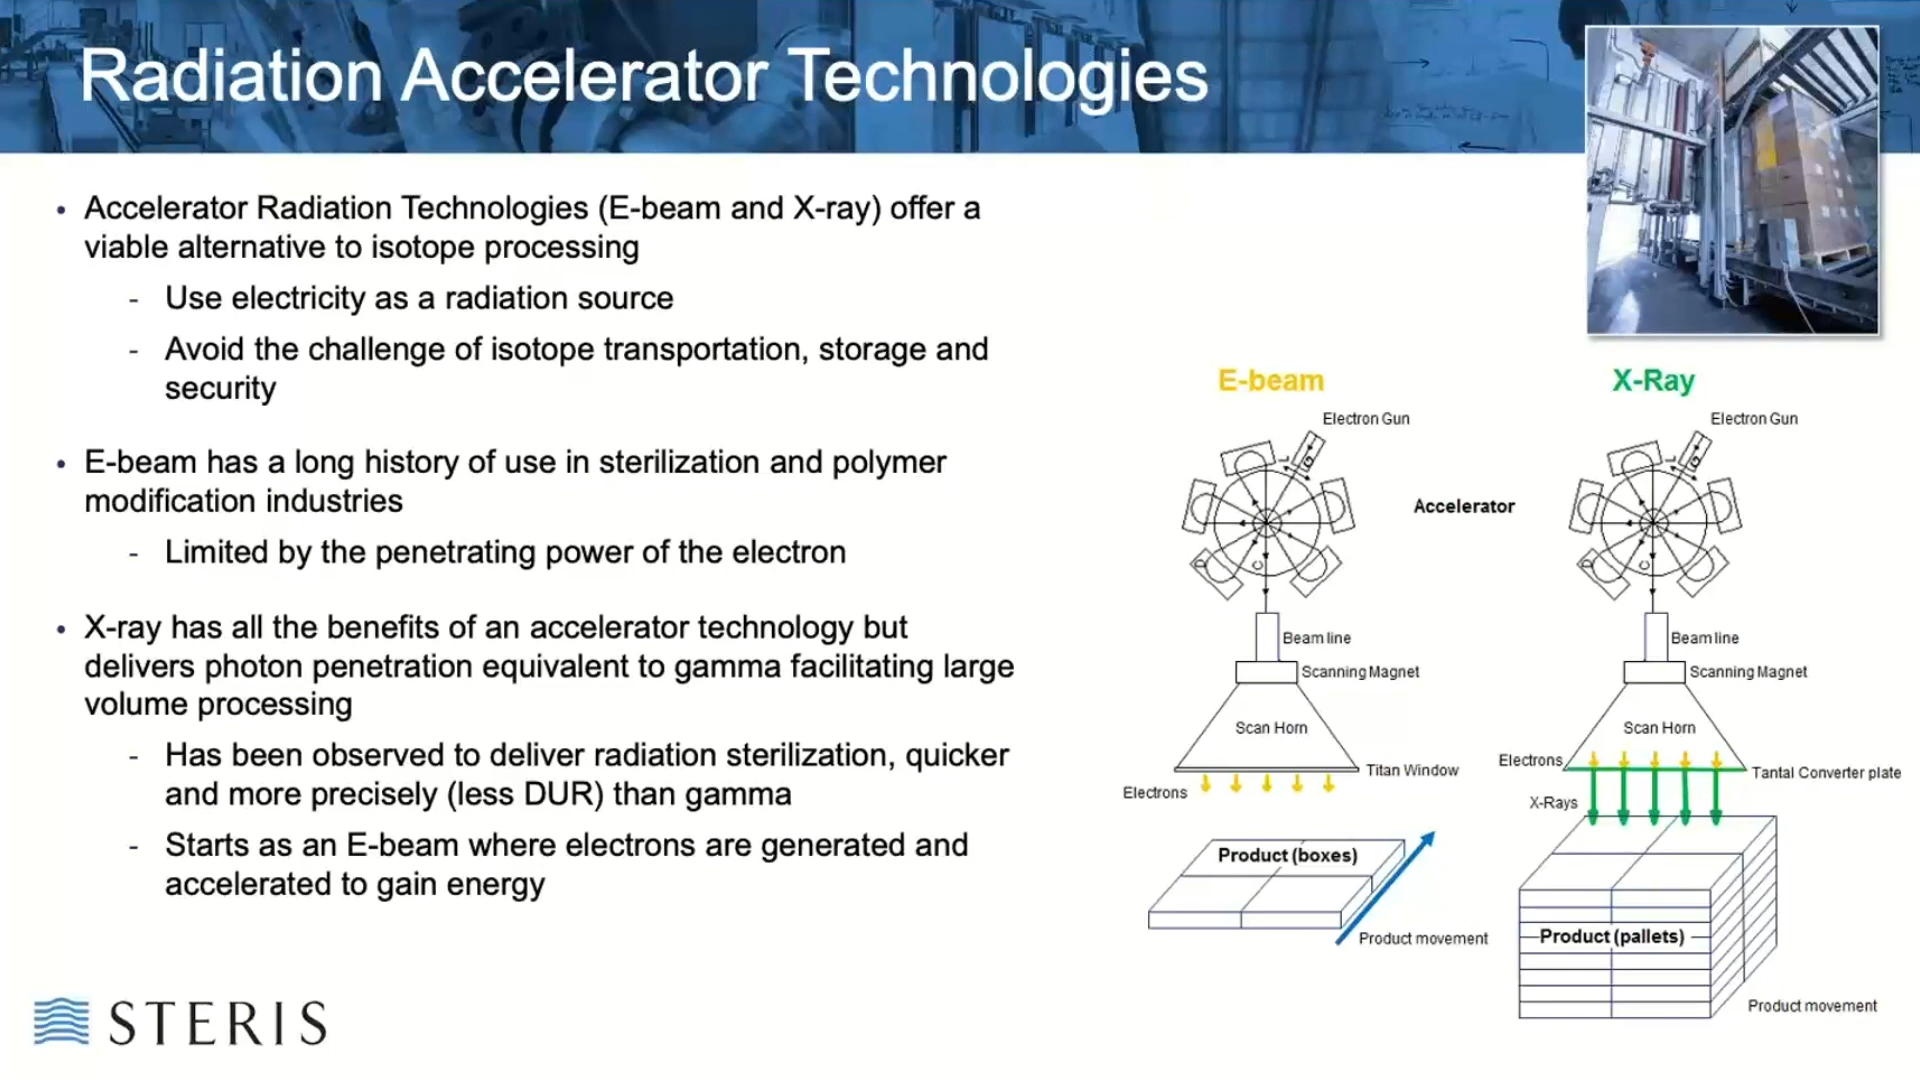 Radiation Accelerator Technologies
• Accelerator Radiation Technologies (E-beam and X-ray) offer a
viable alternative to isotope processing
- Use electricity as a radiation source
- Avoid the challenge of isotope transportation, storage and
security
• E-beam has a long history of use in sterilization and polymer
modification industries
- Limited by the penetrating power of the electron
• X-ray has all the benefits of an accelerator technology but
delivers photon penetration equivalent to gamma facilitating large
volume processing
- Has been observed to deliver radiation sterilization, quicker
and more precisely (less DUR) than gamma
- Starts as an E-beam where electrons are generated and
accelerated to gain energy
E-beam
Electron Gun
Accelerator
Beam line
Scanning Magnet
Scan Horn
Titan Window
Electrons
Product (boxes)
Product movement
X-Ray
Electron Gun
Beam line
Scanning Magnet
Scan Horn
Electrons
Tantal Converter plate
X-Rays
Product (pallets)
Product movement
STERIS